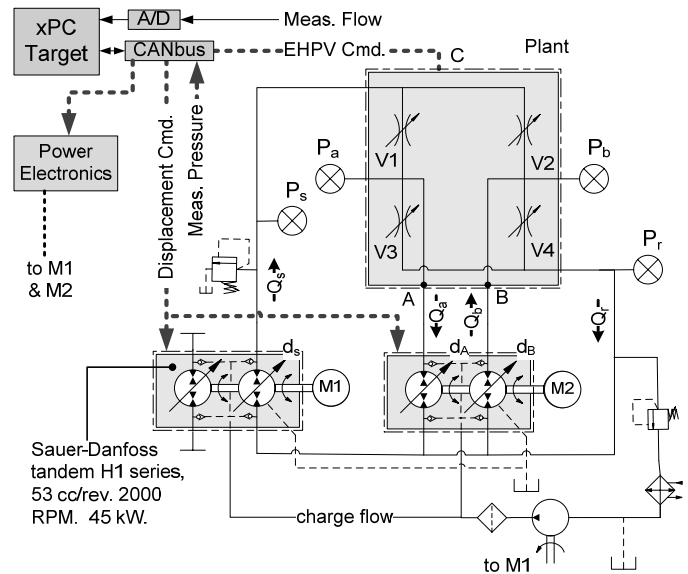 xPC
Target
A/D
Meas. Flow
CANbus
EHPV Cmd.
C
Plant
Power
Electronics
to M1
& M2
Displacement Cmd.
Meas. Pressure
Pa
Pb
Ps
Pr
V1
V2
V3
V4
A
B
Qs
Qa
Qb
Qr
ds
dA
dB
M1
M2
Sauer-Danfoss
tandem H1 series,
53 cc/rev. 2000
RPM. 45 kW.
charge flow
to M1